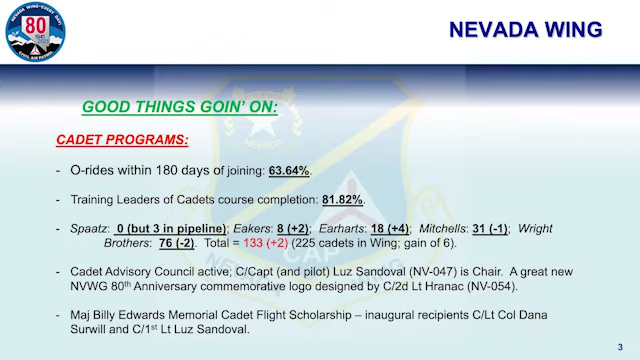 NEVADA WING
80
GOOD THINGS GOIN' ON:
CADET PROGRAMS:
- O-rides within 180 days of joining: 63.64%.
- Training Leaders of Cadets course completion: 81.82%.
- Spaatz: 0 (but 3 in pipeline); Eakers: 8 (+2); Earharts: 18 (+4); Mitchells: 31 (-1); Wright
Brothers: 76 (-2). Total = 133 (+2) (225 cadets in Wing; gain of 6).
- Cadet Advisory Council active; C/Capt (and pilot) Luz Sandoval (NV-047) is Chair. A great new
NVWG 80th Anniversary commemorative logo designed by C/2d Lt Hranac (NV-054).
- Maj Billy Edwards Memorial Cadet Flight Scholarship – inaugural recipients C/Lt Col Dana
Surwill and C/1st Lt Luz Sandoval.
NEVADA
CAP
NEVADA WING
3